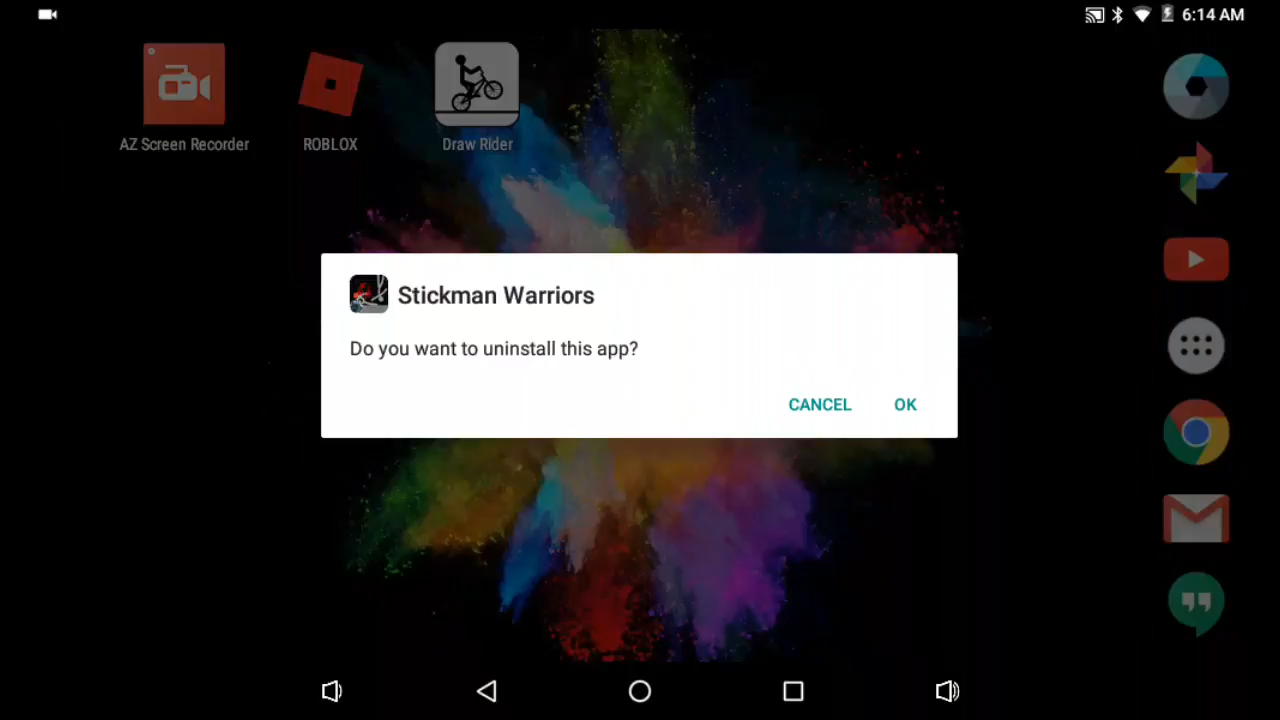 6:14 AM
AZ Screen Recorder
ROBLOX
Draw Rider
Stickman Warriors
Do you want to uninstall this app?
CANCEL
OK